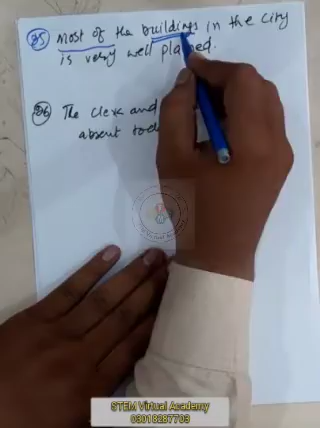 35 Most of the buildings in the city
is very well planned.
36 The clerk and
absent
STEM Virtual Academy
03018287703